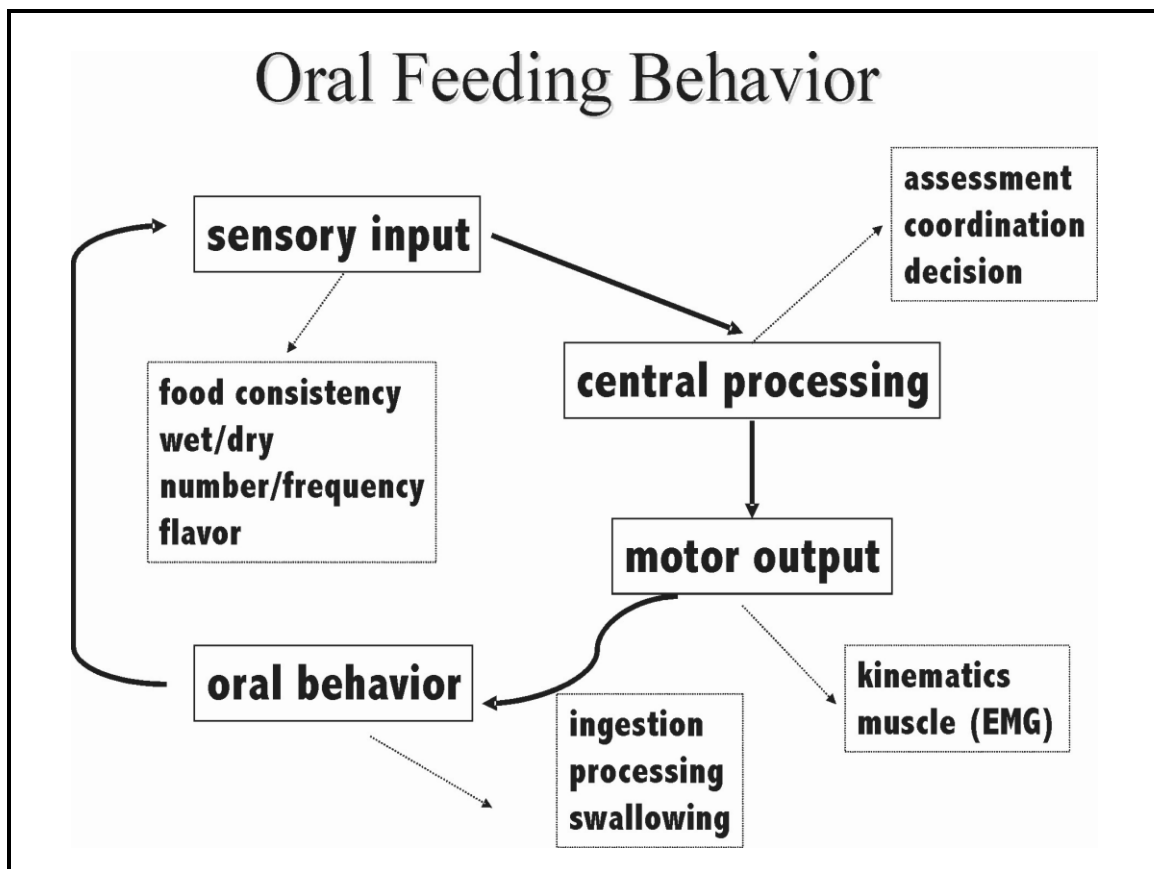 Oral Feeding Behavior
sensory input
assessment
coordination
decision
food consistency
wet/dry
number/frequency
flavor
central processing
motor output
oral behavior
kinematics
muscle (EMG)
ingestion
processing
swallowing